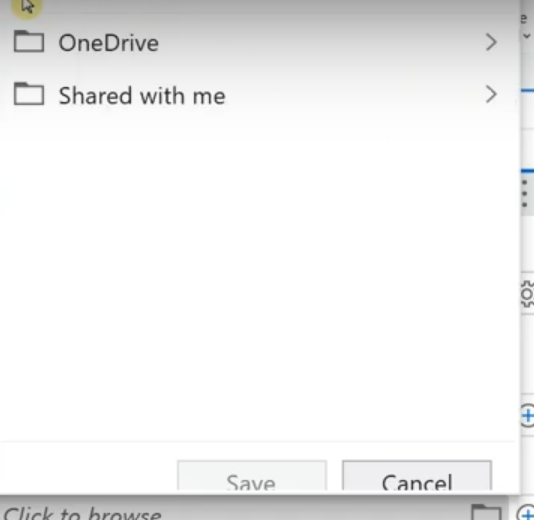 OneDrive
Shared with me
Save
Cancel
Click to browse